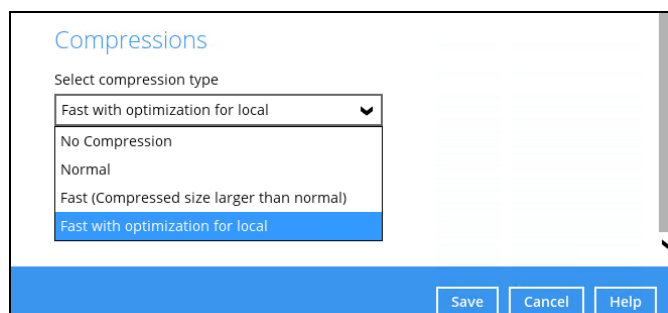 Compressions
Select compression type
Fast with optimization for local
No Compression
Normal
Fast (Compressed size larger than normal)
Fast with optimization for local
Save Cancel Help